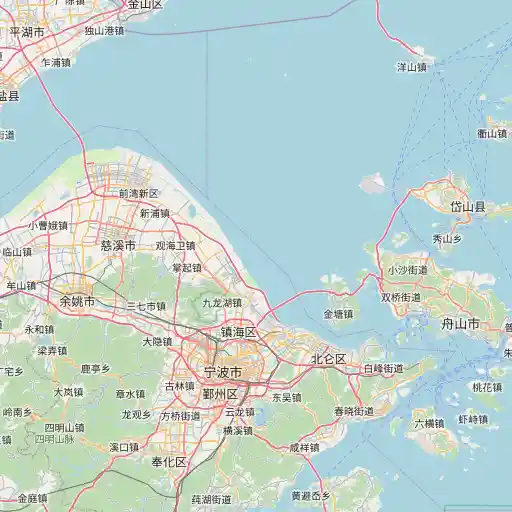 金山区
平湖市
独山港镇
乍浦镇
洋山镇
盐县
街道
衢山镇
前湾新区
岱山县
小曹娥镇
新浦镇
秀山乡
临山镇
慈溪市
观海卫镇
掌起镇
小沙街道
牟山镇
余姚市
三七市镇
九龙湖镇
金塘镇
双桥街道
舟山市
永和镇
镇海区
梁弄镇
大隐镇
北仑区
鹿亭乡
宁波市
白峰街道
大岚镇
章水镇
古林镇
鄞州区
东吴镇
桃花镇
岭南乡
龙观乡
方桥街道
云龙镇
春晓街道
六横镇
虾峙镇
四明山镇
四明山脉
横溪镇
溪口镇
咸祥镇
奉化区
金庭镇
莼湖街道
黄避岙乡